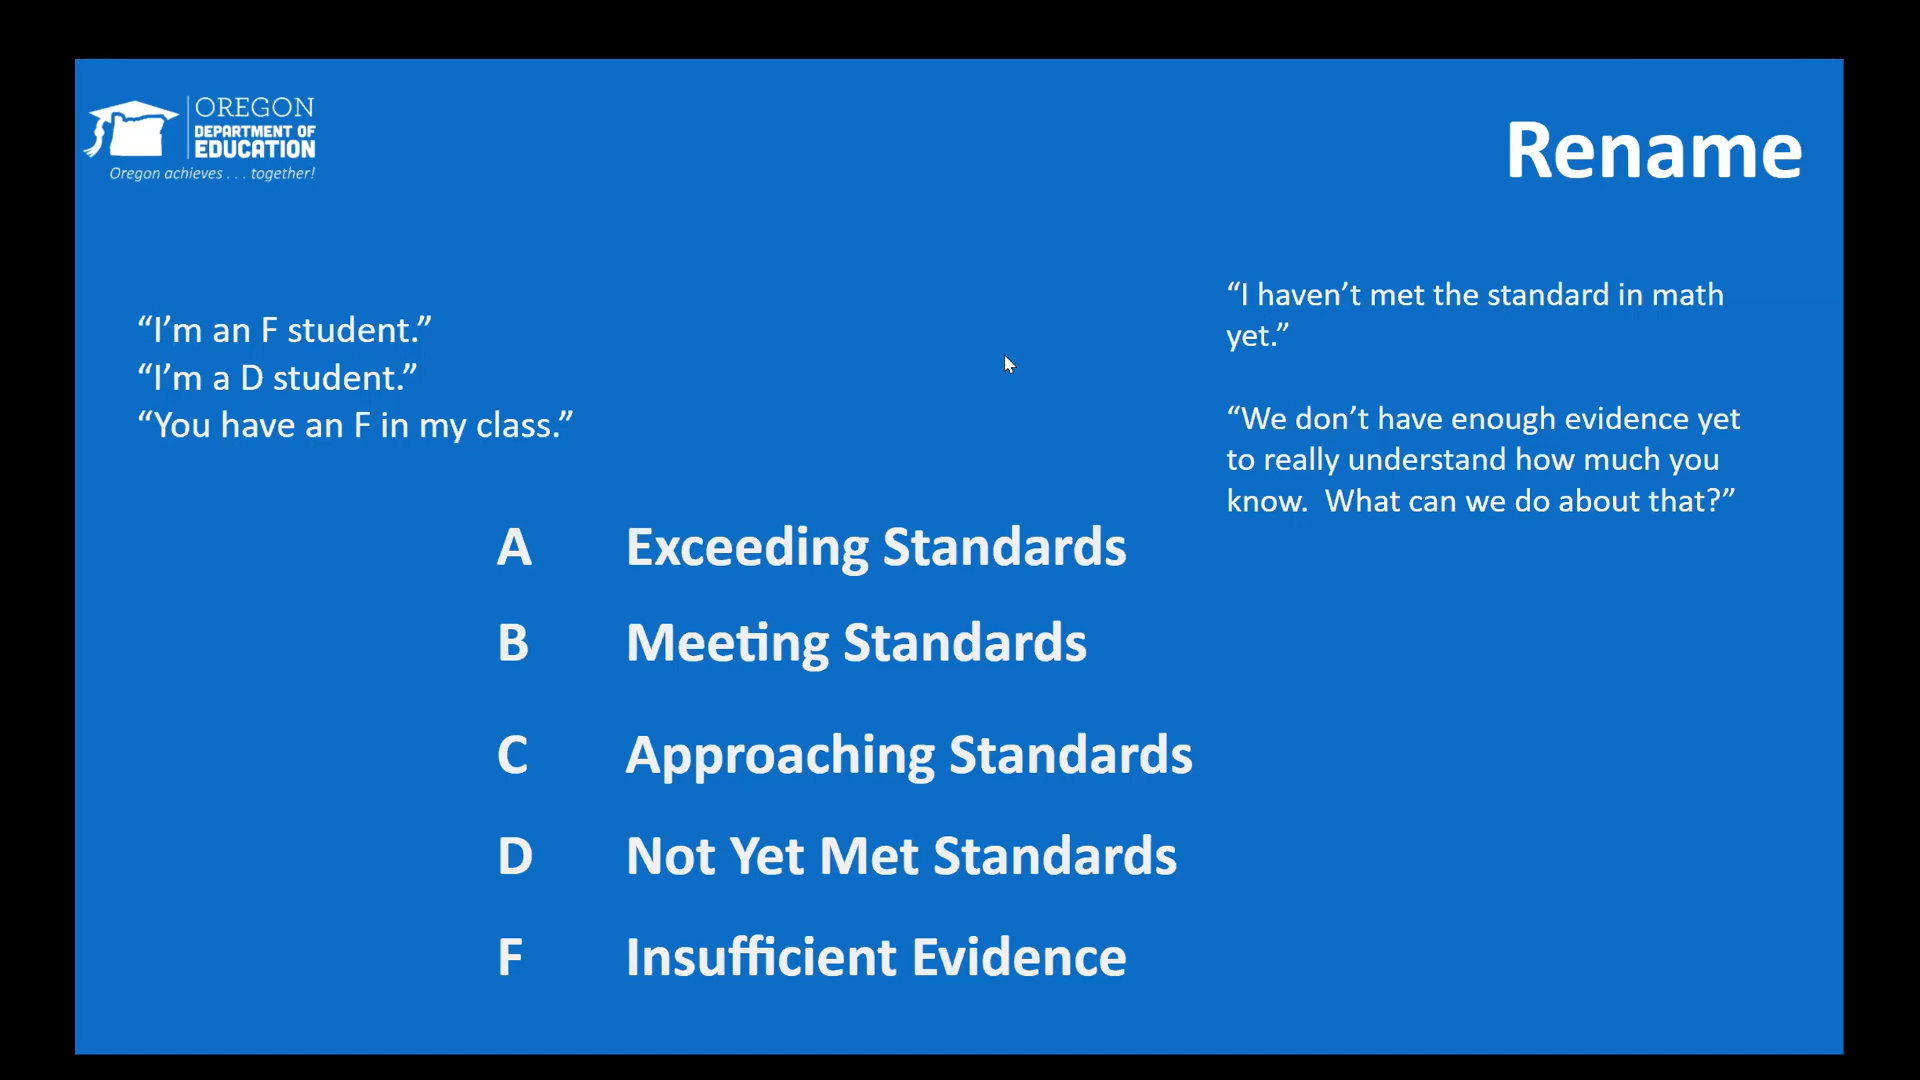 OREGON
DEPARTMENT OF
EDUCATION
Oregon achieves . . . together!
Rename
“I’m an F student.”
“I’m a D student.”
“You have an F in my class.”
“I haven’t met the standard in math
yet.”
“We don’t have enough evidence yet
to really understand how much you
know.  What can we do about that?”
A Exceeding Standards
B Meeting Standards
C Approaching Standards
D Not Yet Met Standards
F Insufficient Evidence